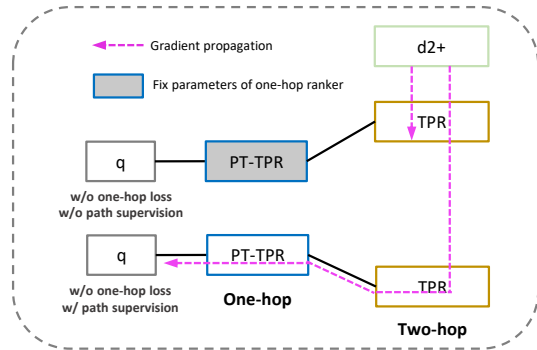 Gradient propagation
d2+
Fix parameters of one-hop ranker
TPR
q
PT-TPR
w/o one-hop loss
w/o path supervision
q
PT-TPR
w/o one-hop loss
w/ path supervision
One-hop
TPR
Two-hop